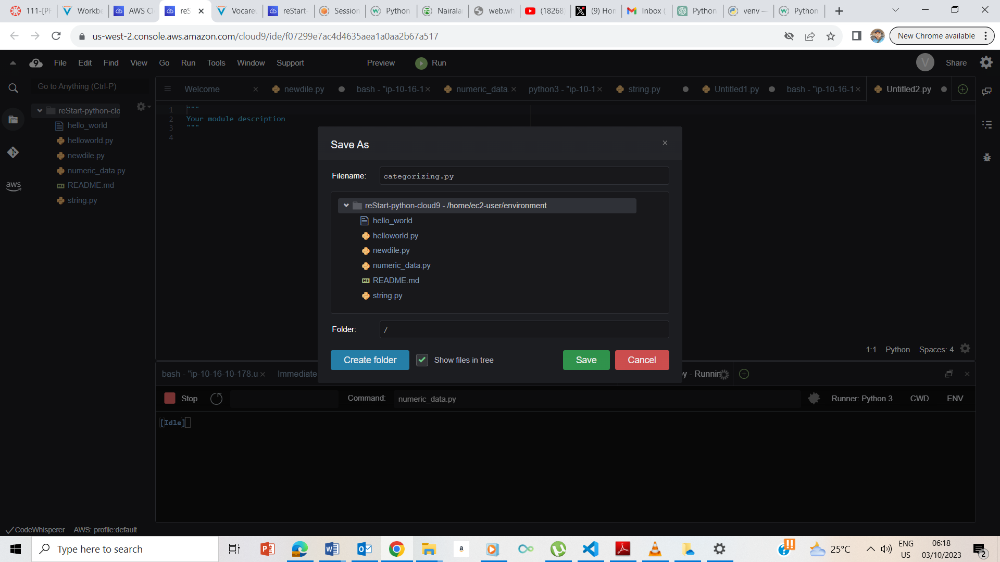 111-[PF
Workbe
AWS Cl
reS
Vocareu
reStart-
Session
Python
Nairalan
web.wh
(18268)
(9) Hom
Inbox (
Python
venv —
Python
us-west-2.console.aws.amazon.com/cloud9/ide/f07299e7ac4d4635aea1a0aa2b67a517
New Chrome available
File Edit Find View Go Run Tools Window Support Preview Run
V Share
Go to Anything (Ctrl-P)
Welcome newdile.py bash - "ip-10-16-1 numeric_data. python3 - "ip-10-1 string.py Untitled1.py bash - "ip-10-16-1 Untitled2.py
reStart-python-clo
hello_world
helloworld.py
newdile.py
numeric_data.py
README.md
string.py
aws
1 """
2 Your module description
3 """
4
Save As
Filename: categorizing.py
reStart-python-cloud9 - /home/ec2-user/environment
hello_world
helloworld.py
newdile.py
numeric_data.py
README.md
string.py
Folder: /
Create folder Show files in tree Save Cancel
1:1 Python Spaces: 4
bash - "ip-10-16-10-178.u Immediate y - Runnin
Stop Command: numeric_data.py Runner: Python 3 CWD ENV
[Idle]
CodeWhisperer AWS: profile:default
Type here to search
25°C
ENG
US
06:18
03/10/2023
2